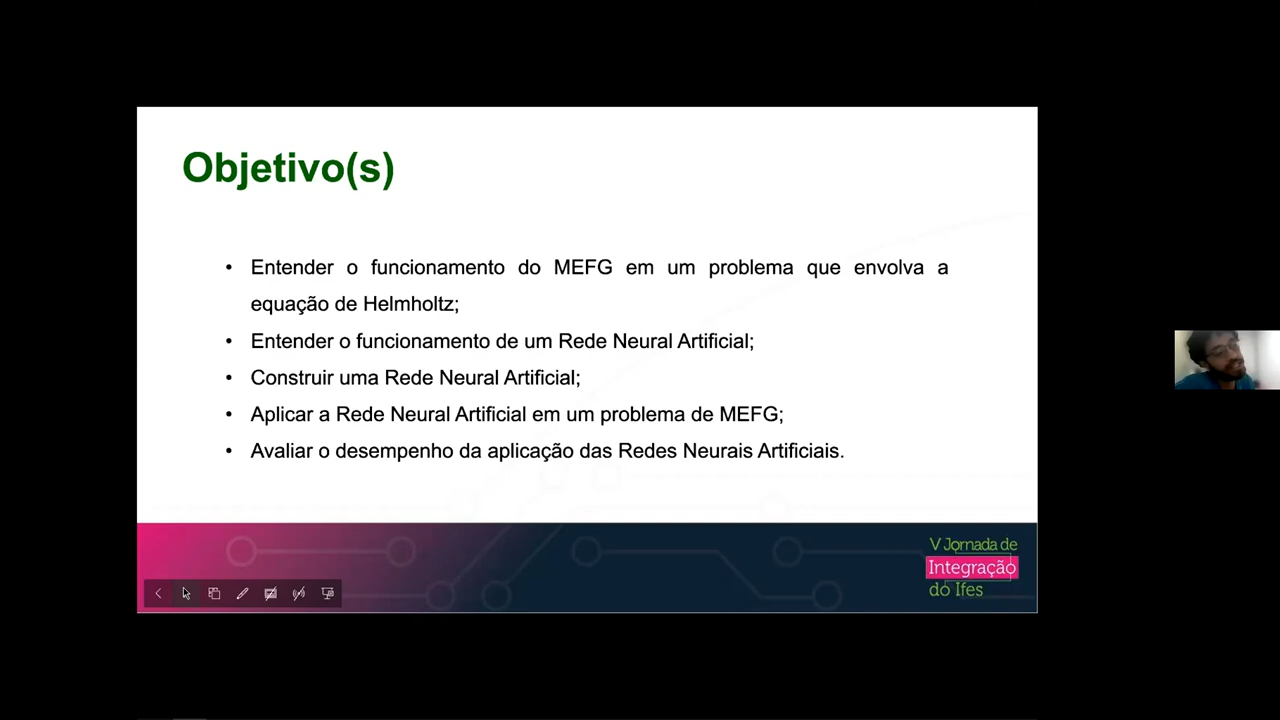 Objetivo(s)
• Entender o funcionamento do MEFG em um problema que envolva a
equação de Helmholtz;
• Entender o funcionamento de um Rede Neural Artificial;
• Construir uma Rede Neural Artificial;
• Aplicar a Rede Neural Artificial em um problema de MEFG;
• Avaliar o desempenho da aplicação das Redes Neurais Artificiais.
V Jornada de
Integração
do Ifes